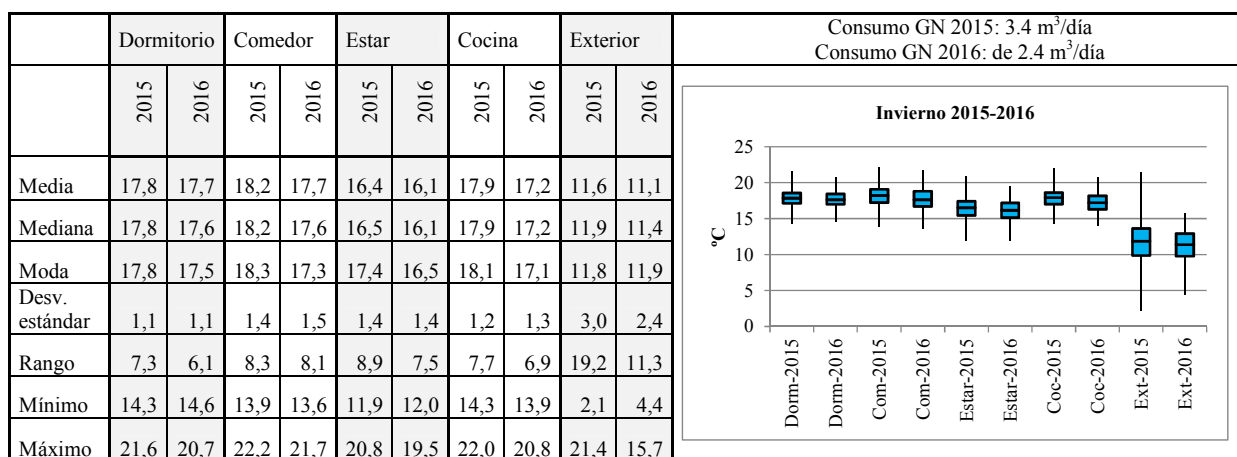 Dormitorio Comedor Estar Cocina Exterior
Consumo GN 2015: 3.4 m³/día
Consumo GN 2016: de 2.4 m³/día
2015 2016 2015 2016 2015 2016 2015 2016 2015 2016
Media 17,8 17,7 18,2 17,7 16,4 16,1 17,9 17,2 11,6 11,1
Mediana 17,8 17,6 18,2 17,6 16,5 16,1 17,9 17,2 11,9 11,4
Moda 17,8 17,5 18,3 17,3 17,4 16,5 18,1 17,1 11,8 11,9
Desv.
estándar 1,1 1,1 1,4 1,5 1,4 1,4 1,2 1,3 3,0 2,4
Rango 7,3 6,1 8,3 8,1 8,9 7,5 7,7 6,9 19,2 11,3
Mínimo 14,3 14,6 13,9 13,6 11,9 12,0 14,3 13,9 2,1 4,4
Máximo 21,6 20,7 22,2 21,7 20,8 19,5 22,0 20,8 21,4 15,7
Invierno 2015-2016
ºC
25
20
15
10
5
0
Dorm-2015
Dorm-2016
Com-2015
Com-2016
Estar-2015
Estar-2016
Coc-2015
Coc-2016
Ext-2015
Ext-2016